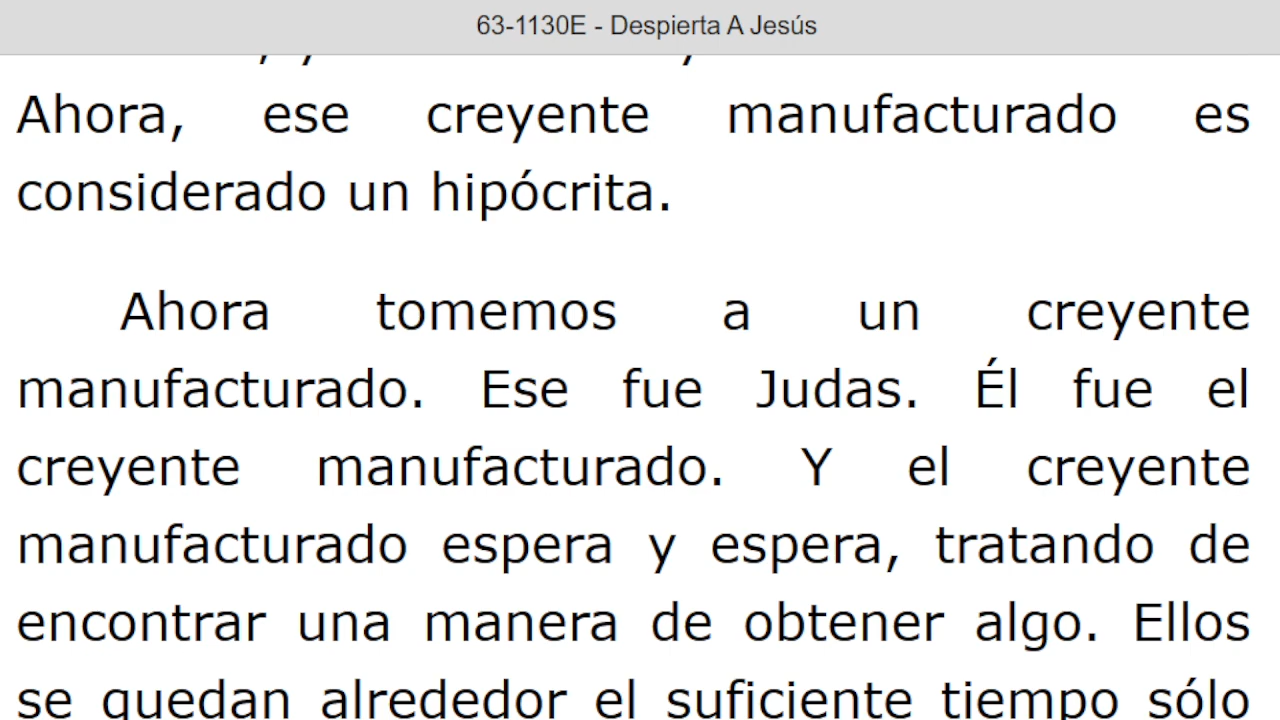 63-1130E - Despierta A Jesús
Ahora, ese creyente manufacturado es
considerado un hipócrita.
Ahora tomemos a un creyente
manufacturado. Ese fue Judas. Él fue el
creyente manufacturado. Y el creyente
manufacturado espera y espera, tratando de
encontrar una manera de obtener algo. Ellos
se quedan alrededor el suficiente tiempo sólo